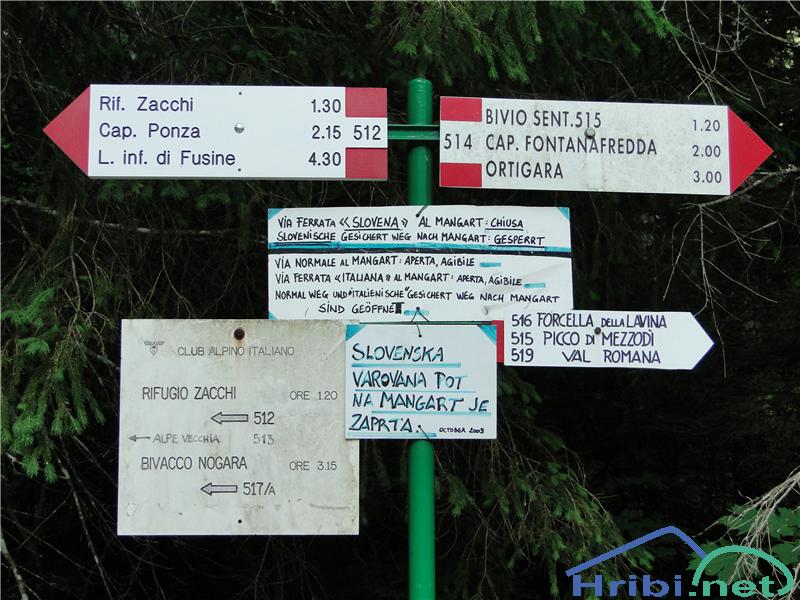 Rif. Zacchi 1.30
Cap. Ponza 2.15 512
L. inf. di Fusine 4.30
BIVIO SENT.515 1.20
514 CAP. FONTANAFREDDA 2.00
ORTIGARA 3.00
VIA FERRATA «SLOVENA» AL MANGART: CHIUSA
SLOVENISCHE GESICHERT WEG NACH MANGART: GESPERRT
VIA NORMALE AL MANGART: APERTA, AGIBILE
VIA FERRATA «ITALIANA» AL MANGART: APERTA, AGIBILE
NORMAL WEG UND "ITALIENISCHE" GESICHERT WEG NACH MANGART
SIND GEÖFFNET
516 FORCELLA DELLA LAVINA
515 PICCO DI MEZZODÌ
519 VAL ROMANA
CLUB ALPINO ITALIANO
RIFUGIO ZACCHI ORE 1.20
512
ALPE VECCHIA 513
BIVACCO NOGARA ORE 3.15
517/A
SLOVENSKA
VAROVANA POT
NA MANGART JE
ZAPRTA.
OCTOBER 2009
Hribi.net